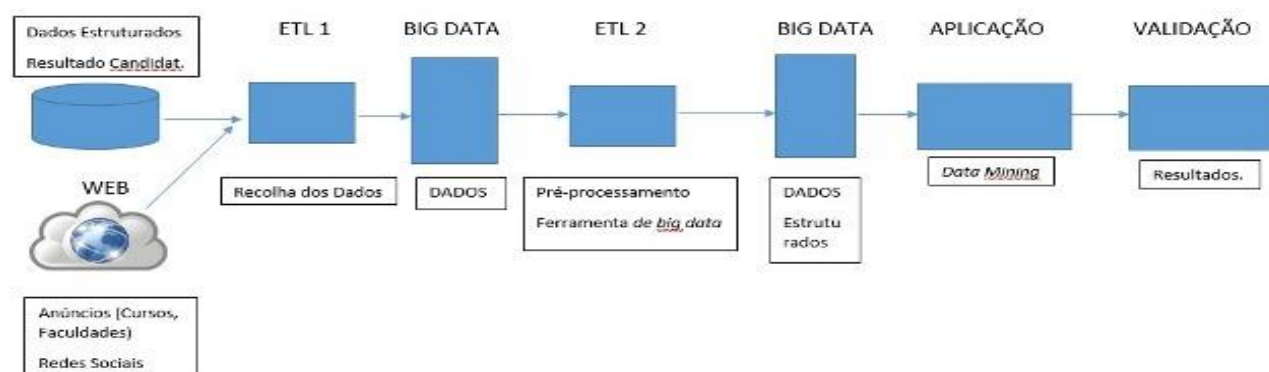 Dados Estruturados
Resultado Candidat.
ETL 1
BIG DATA
ETL 2
BIG DATA
APLICAÇÃO
VALIDAÇÃO
WEB
Recolha dos Dados
DADOS
Pré-processamento
Ferramenta de big data
DADOS
Estrutu
rados
Data Mining
Resultados.
Anúncios (Cursos,
Faculdades)
Redes Sociais